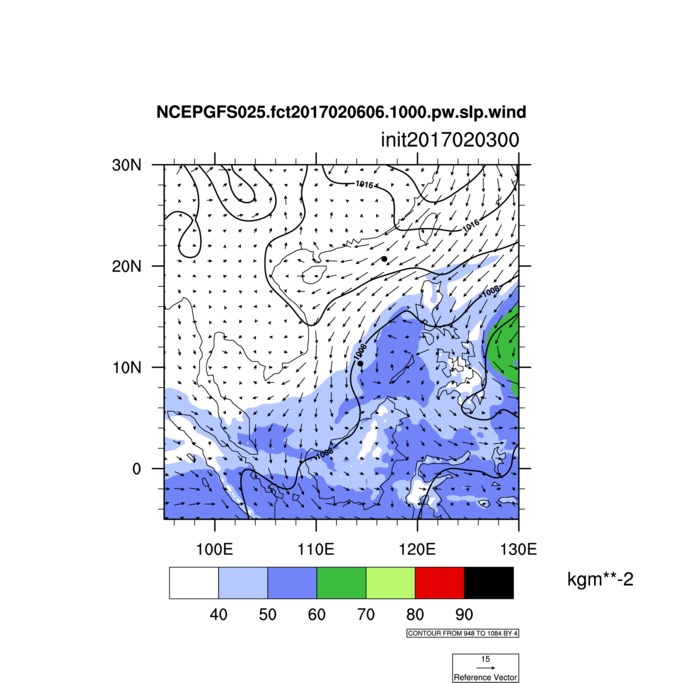 NCEPGFS025.fct2017020606.1000.pw.slp.wind
init2017020300
30N
1016
1016
20N
1008
1008
10N
1008
0
100E 110E 120E 130E
kgm**-2
40 50 60 70 80 90
CONTOUR FROM 948 TO 1084 BY 4
15
Reference Vector